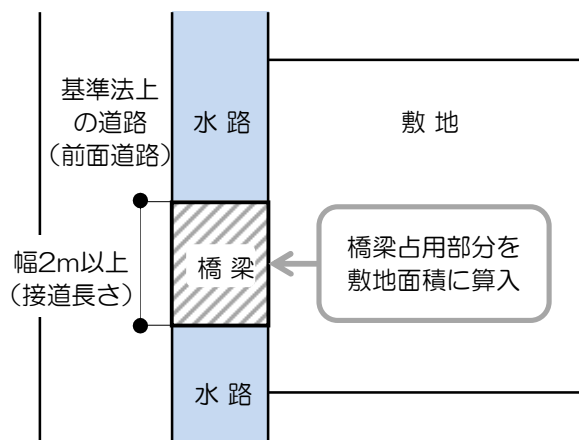 基準法上
の道路
（前面道路）
水 路
敷 地
幅2m以上
（接道長さ）
橋 梁
橋梁占用部分を
敷地面積に算入
水 路